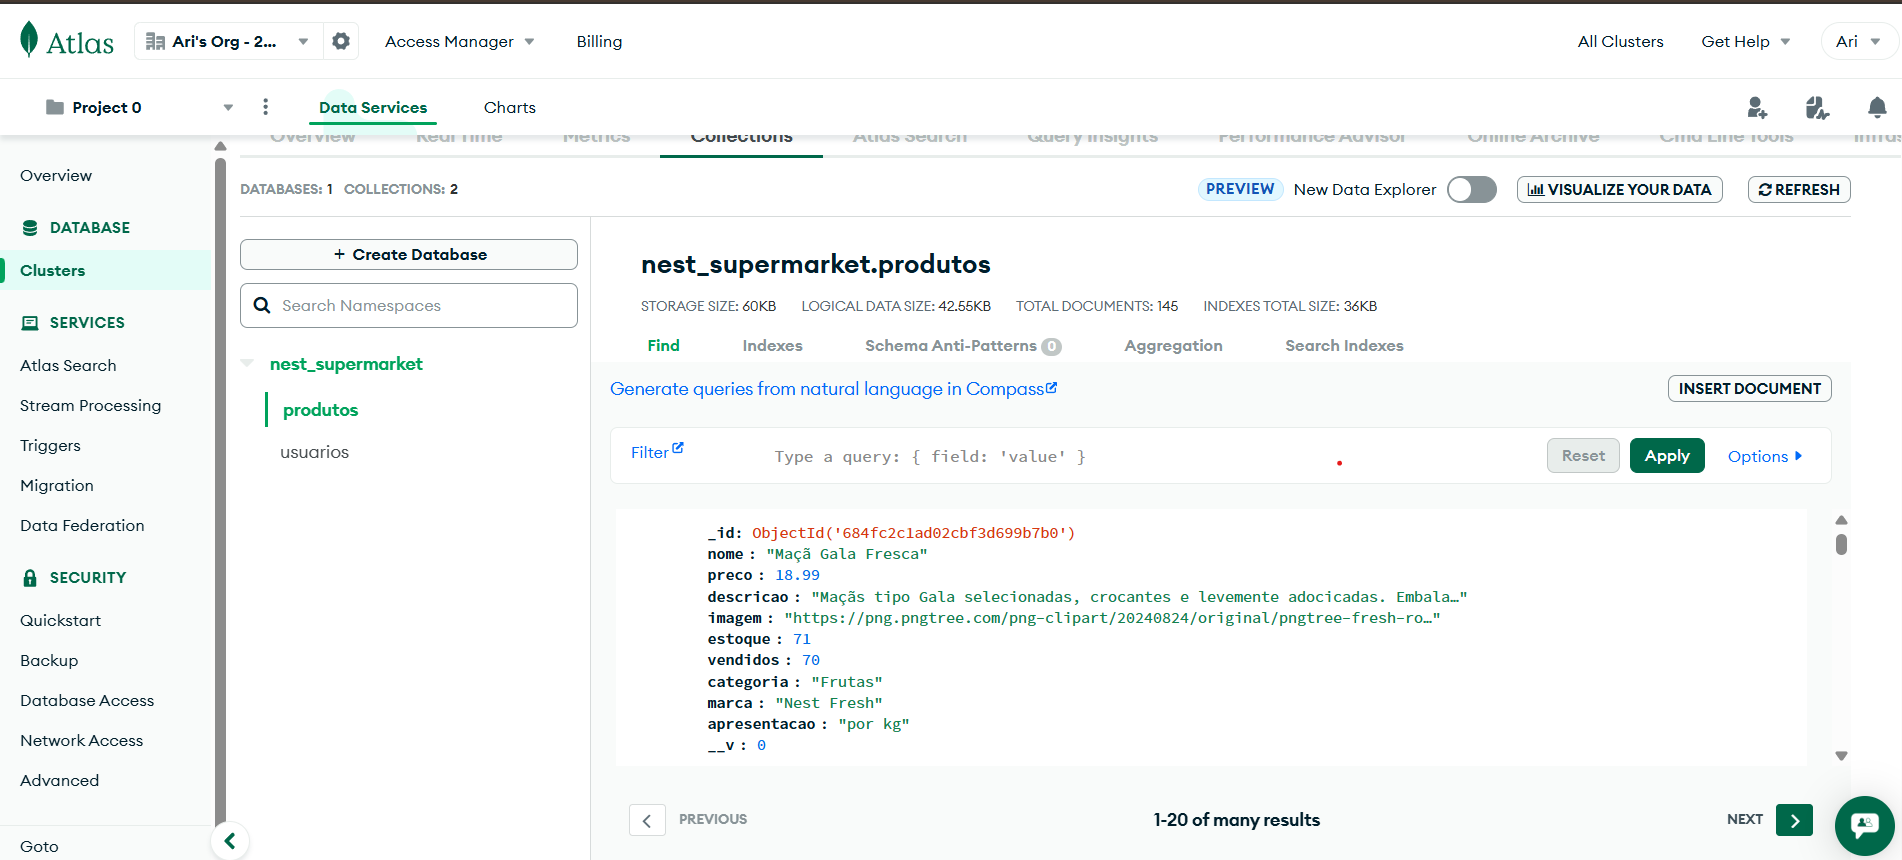 Atlas
Ari's Org - 2...
Access Manager
Billing
All Clusters
Get Help
Ari
Project 0
Data Services
Charts
Overview
Real Time
Metrics
Collections
Atlas Search
Query Insights
Performance Advisor
Online Archive
Cmd Line Tools
Infras
Overview
DATABASE
Clusters
SERVICES
Atlas Search
Stream Processing
Triggers
Migration
Data Federation
SECURITY
Quickstart
Backup
Database Access
Network Access
Advanced
Goto
DATABASES: 1 COLLECTIONS: 2
PREVIEW New Data Explorer
VISUALIZE YOUR DATA
REFRESH
+ Create Database
Search Namespaces
nest_supermarket
produtos
usuarios
nest_supermarket.produtos
STORAGE SIZE: 60KB LOGICAL DATA SIZE: 42.55KB TOTAL DOCUMENTS: 145 INDEXES TOTAL SIZE: 36KB
Find
Indexes
Schema Anti-Patterns 0
Aggregation
Search Indexes
Generate queries from natural language in Compass
INSERT DOCUMENT
Filter
Type a query: { field: 'value' }
Reset
Apply
Options
_id: ObjectId('684fc2c1ad02cbf3d699b7b0')
nome : "Maçã Gala Fresca"
preco : 18.99
descricao : "Maçãs tipo Gala selecionadas, crocantes e levemente adocicadas. Embala…"
imagem : "https://png.pngtree.com/png-clipart/20240824/original/pngtree-fresh-ro…"
estoque : 71
vendidos : 70
categoria : "Frutas"
marca : "Nest Fresh"
apresentacao : "por kg"
__v : 0
PREVIOUS
1-20 of many results
NEXT